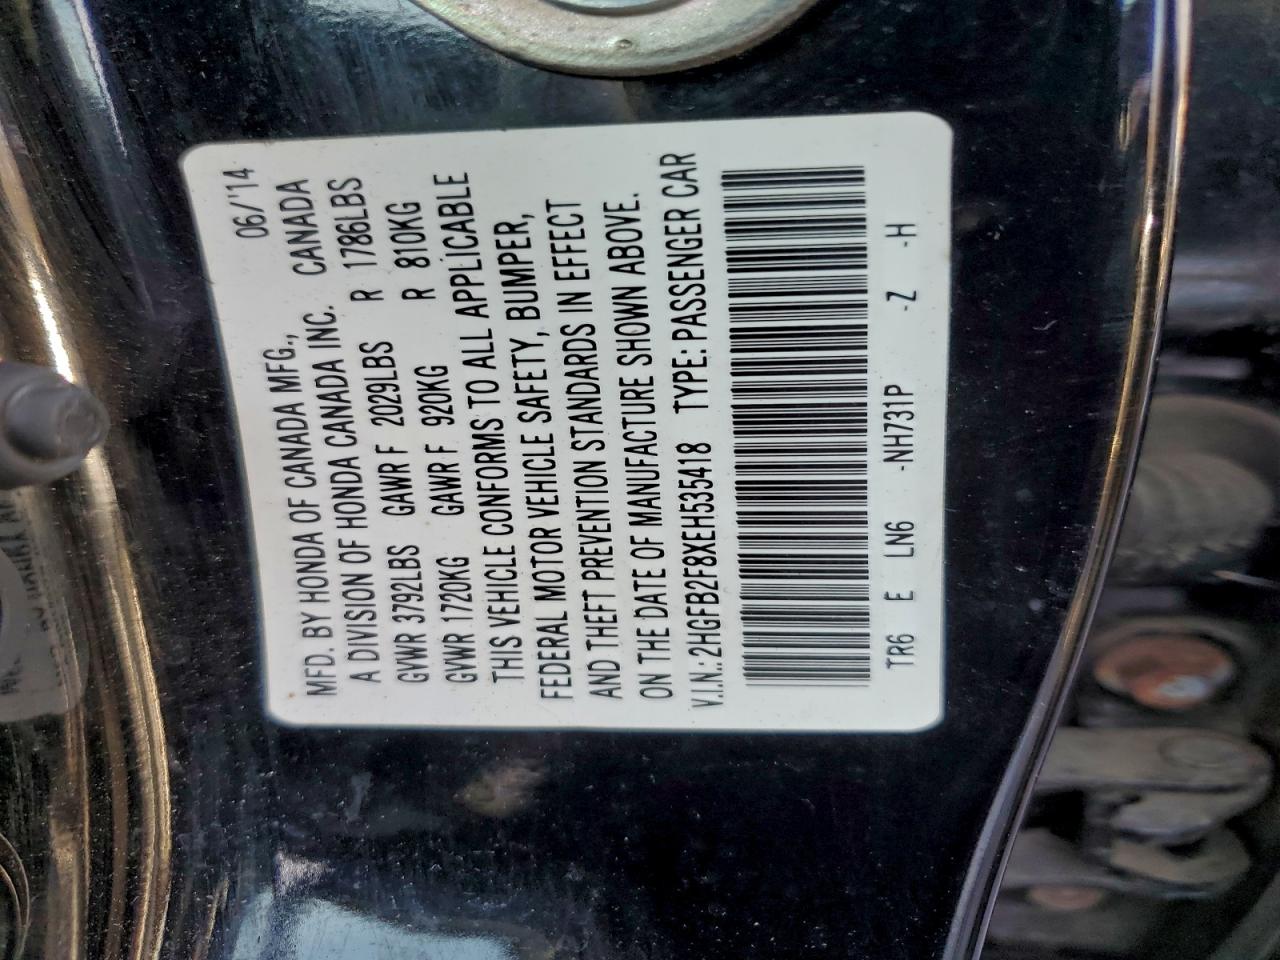 06/'14
MFD. BY HONDA OF CANADA MFG., CANADA
A DIVISION OF HONDA CANADA INC.
GVWR 3792LBS GAWR F 2029LBS R 1786LBS
GVWR 1720KG GAWR F 920KG R 810KG
THIS VEHICLE CONFORMS TO ALL APPLICABLE
FEDERAL MOTOR VEHICLE SAFETY, BUMPER,
AND THEFT PREVENTION STANDARDS IN EFFECT
ON THE DATE OF MANUFACTURE SHOWN ABOVE.
V.I.N.: 2HGFB2F8XEH535418 TYPE: PASSENGER CAR
TR6 E LN6 -NH731P -Z -H